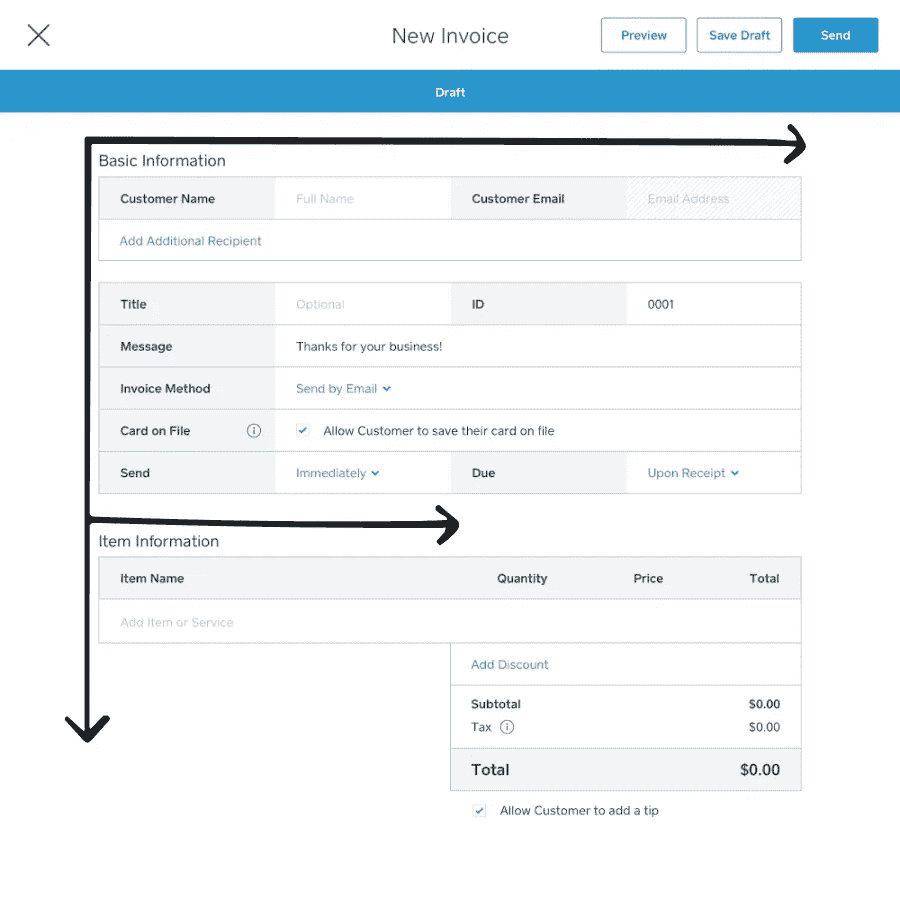 New Invoice
Preview
Save Draft
Send
Draft
Basic Information
Customer Name Full Name Customer Email Email Address
Add Additional Recipient
Title Optional ID 0001
Message Thanks for your business!
Invoice Method Send by Email
Card on File Allow Customer to save their card on file
Send Immediately Due Upon Receipt
Item Information
Item Name Quantity Price Total
Add Item or Service
Add Discount
Subtotal $0.00
Tax $0.00
Total $0.00
Allow Customer to add a tip